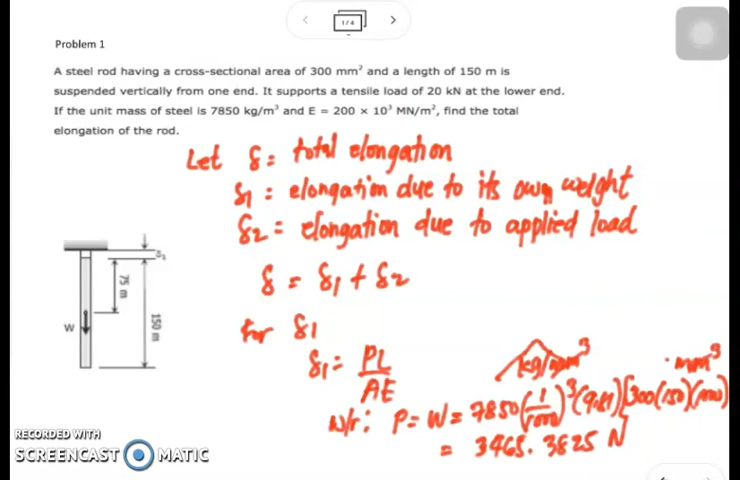 1/4
Problem 1
A steel rod having a cross-sectional area of 300 mm² and a length of 150 m is
suspended vertically from one end. It supports a tensile load of 20 kN at the lower end.
If the unit mass of steel is 7850 kg/m³ and E = 200 × 10³ MN/m², find the total
elongation of the rod.
Let δ = total elongation
δ1 = elongation due to its own weight
δ2 = elongation due to applied load
δ = δ1 + δ2
for δ1
δ1 = PL/AE
kg/mm³ mm³
W/r: P = W = 7850(1/1000)³(9.81)[300(150)(1000)]
= 3465.3825 N
δ1
75 m
150 m
W
RECORDED WITH
SCREENCAST MATIC